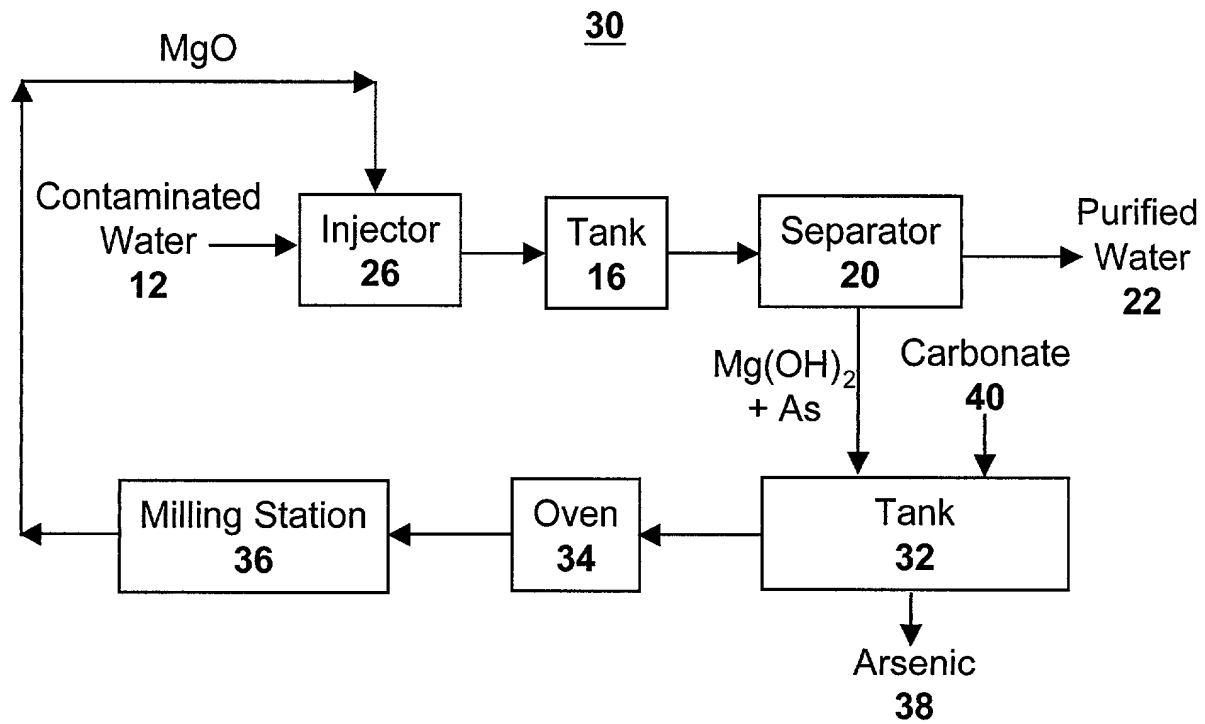 30
MgO
Contaminated
Water
12
Injector
26
Tank
16
Separator
20
Purified
Water
22
Mg(OH)₂
+ As
Carbonate
40
Milling Station
36
Oven
34
Tank
32
Arsenic
38